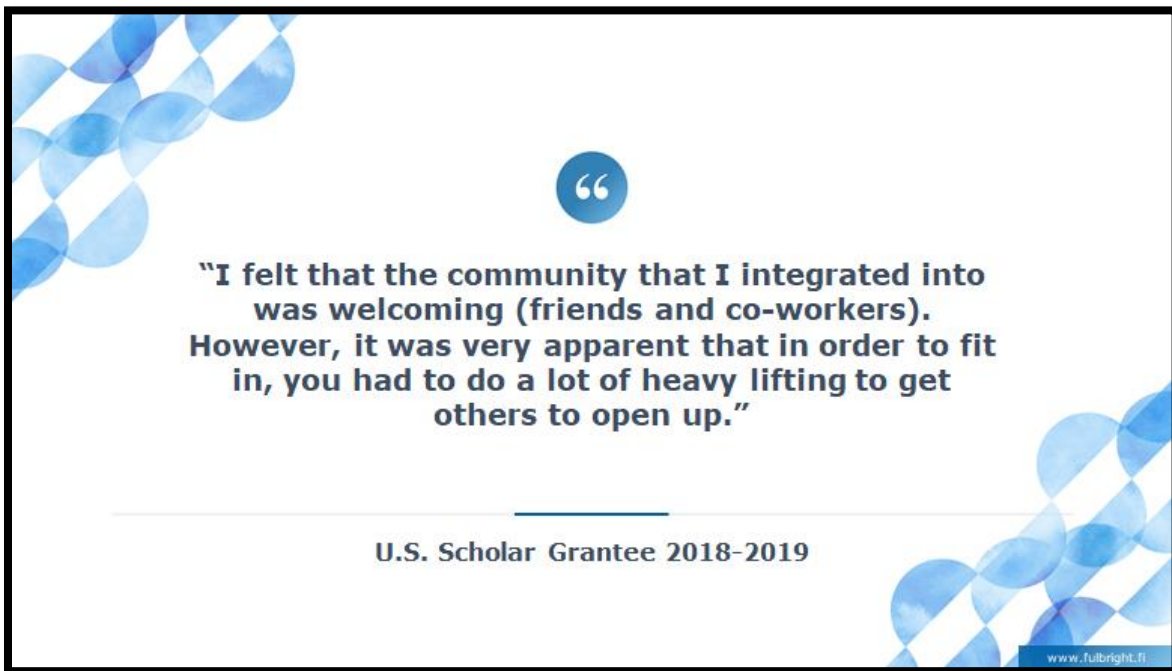 “
“I felt that the community that I integrated into
was welcoming (friends and co-workers).
However, it was very apparent that in order to fit
in, you had to do a lot of heavy lifting to get
others to open up.”
U.S. Scholar Grantee 2018-2019
www.fulbright.fi